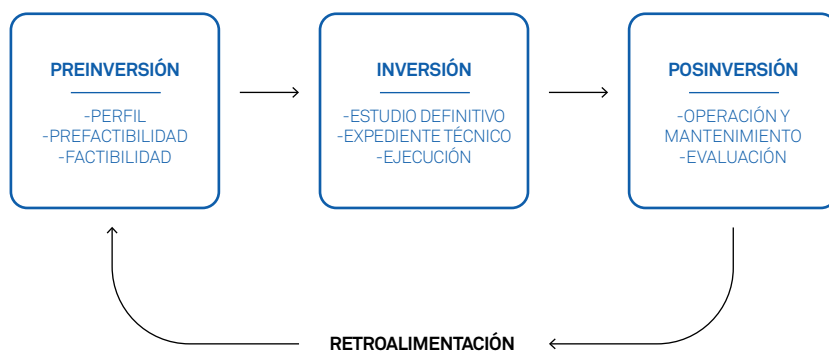 PREINVERSIÓN
-PERFIL
-PREFACTIBILIDAD
-FACTIBILIDAD
INVERSIÓN
-ESTUDIO DEFINITIVO
-EXPEDIENTE TÉCNICO
-EJECUCIÓN
POSINVERSIÓN
-OPERACIÓN Y
MANTENIMIENTO
-EVALUACIÓN
RETROALIMENTACIÓN